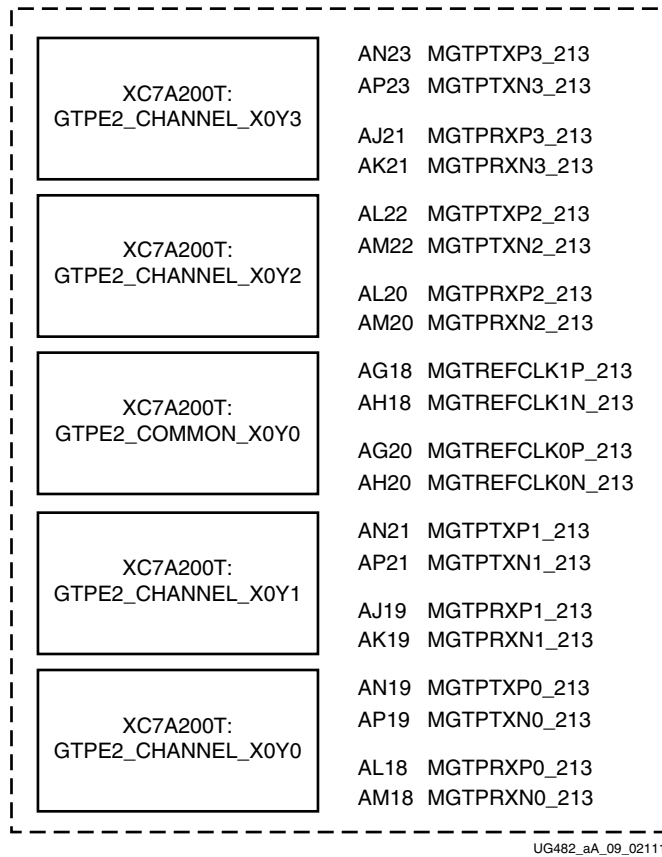 XC7A200T:
GTPE2_CHANNEL_X0Y3
AN23 MGTPTXP3_213
AP23 MGTPTXN3_213
AJ21 MGTPRXP3_213
AK21 MGTPRXN3_213
XC7A200T:
GTPE2_CHANNEL_X0Y2
AL22 MGTPTXP2_213
AM22 MGTPTXN2_213
AL20 MGTPRXP2_213
AM20 MGTPRXN2_213
XC7A200T:
GTPE2_COMMON_X0Y0
AG18 MGTREFCLK1P_213
AH18 MGTREFCLK1N_213
AG20 MGTREFCLK0P_213
AH20 MGTREFCLK0N_213
XC7A200T:
GTPE2_CHANNEL_X0Y1
AN21 MGTPTXP1_213
AP21 MGTPTXN1_213
AJ19 MGTPRXP1_213
AK19 MGTPRXN1_213
XC7A200T:
GTPE2_CHANNEL_X0Y0
AN19 MGTPTXP0_213
AP19 MGTPTXN0_213
AL18 MGTPRXP0_213
AM18 MGTPRXN0_213